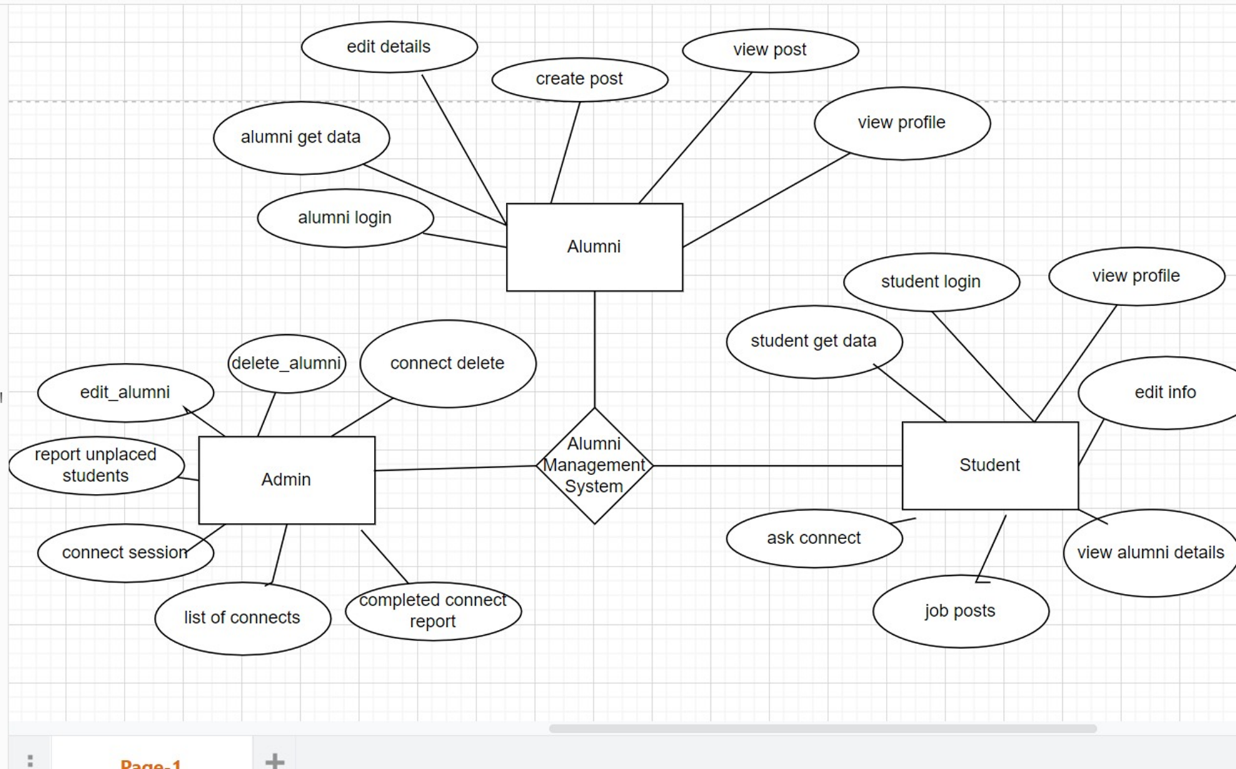 edit details
view post
create post
view profile
alumni get data
alumni login
Alumni
student login
view profile
student get data
delete_alumni
connect delete
edit_alumni
edit info
report unplaced
students
Admin
Alumni
Management
System
Student
connect session
ask connect
view alumni details
list of connects
completed connect
report
job posts
Page-1